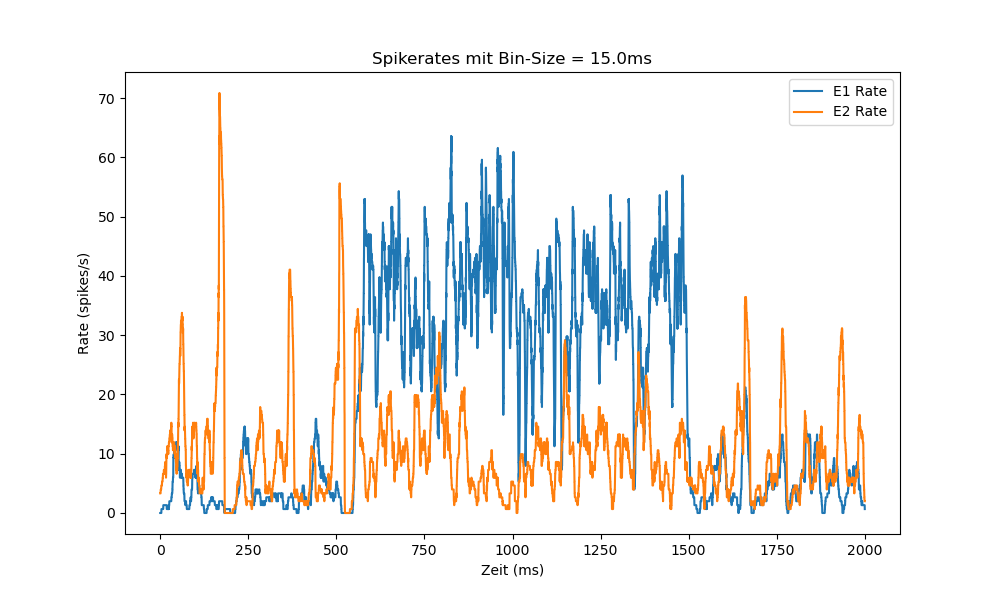 Spikerates mit Bin-Size = 15.0ms
E1 Rate
E2 Rate
Rate (spikes/s)
70
60
50
40
30
20
10
0
0 250 500 750 1000 1250 1500 1750 2000
Zeit (ms)